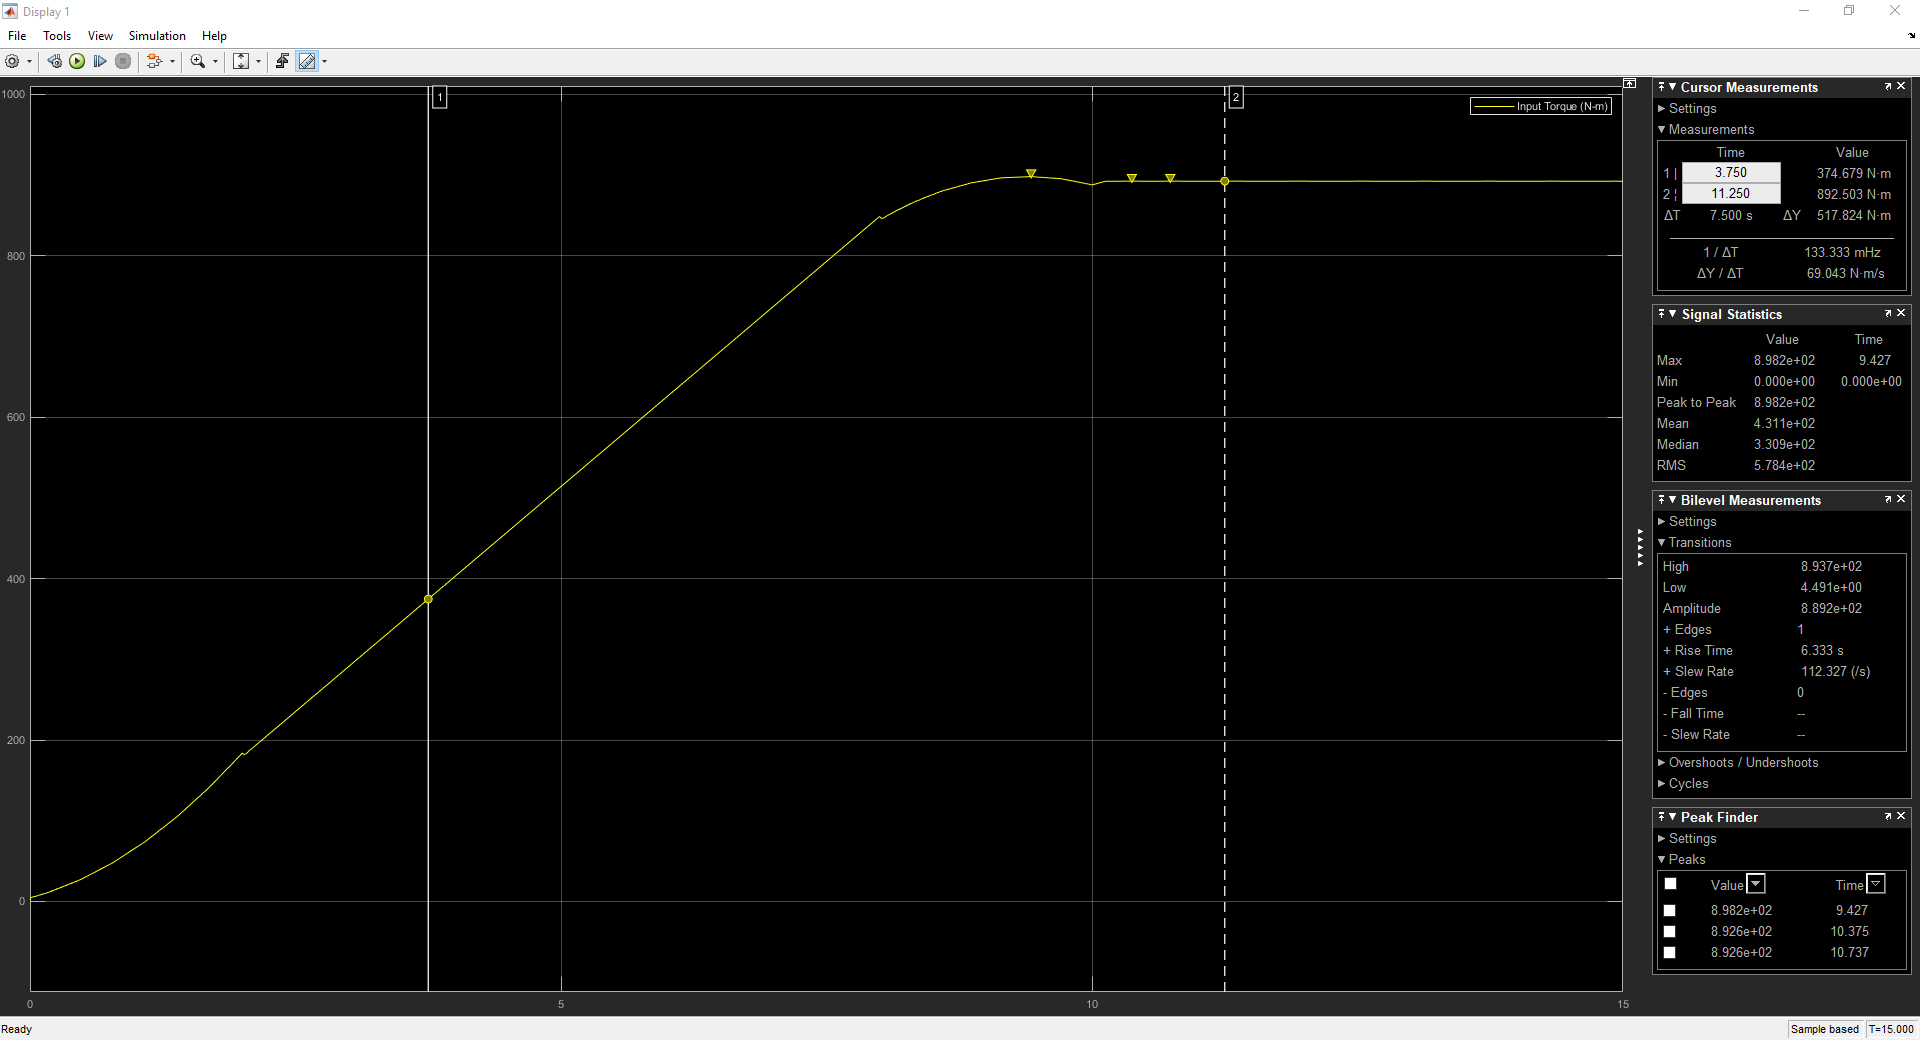 Display 1
File Tools View Simulation Help
1000
800
600
400
200
0
0 5 10 15
1
2
Input Torque (N-m)
Cursor Measurements
Settings
Measurements
Time Value
1 | 3.750 374.679 N·m
2 ¦ 11.250 892.503 N·m
ΔT 7.500 s ΔY 517.824 N·m
1 / ΔT 133.333 mHz
ΔY / ΔT 69.043 N·m/s
Signal Statistics
Value Time
Max 8.982e+02 9.427
Min 0.000e+00 0.000e+00
Peak to Peak 8.982e+02
Mean 4.311e+02
Median 3.309e+02
RMS 5.784e+02
Bilevel Measurements
Settings
Transitions
High 8.937e+02
Low 4.491e+00
Amplitude 8.892e+02
+ Edges 1
+ Rise Time 6.333 s
+ Slew Rate 112.327 (/s)
- Edges 0
- Fall Time --
- Slew Rate --
Overshoots / Undershoots
Cycles
Peak Finder
Settings
Peaks
Value Time
8.982e+02 9.427
8.926e+02 10.375
8.926e+02 10.737
Ready
Sample based T=15.000